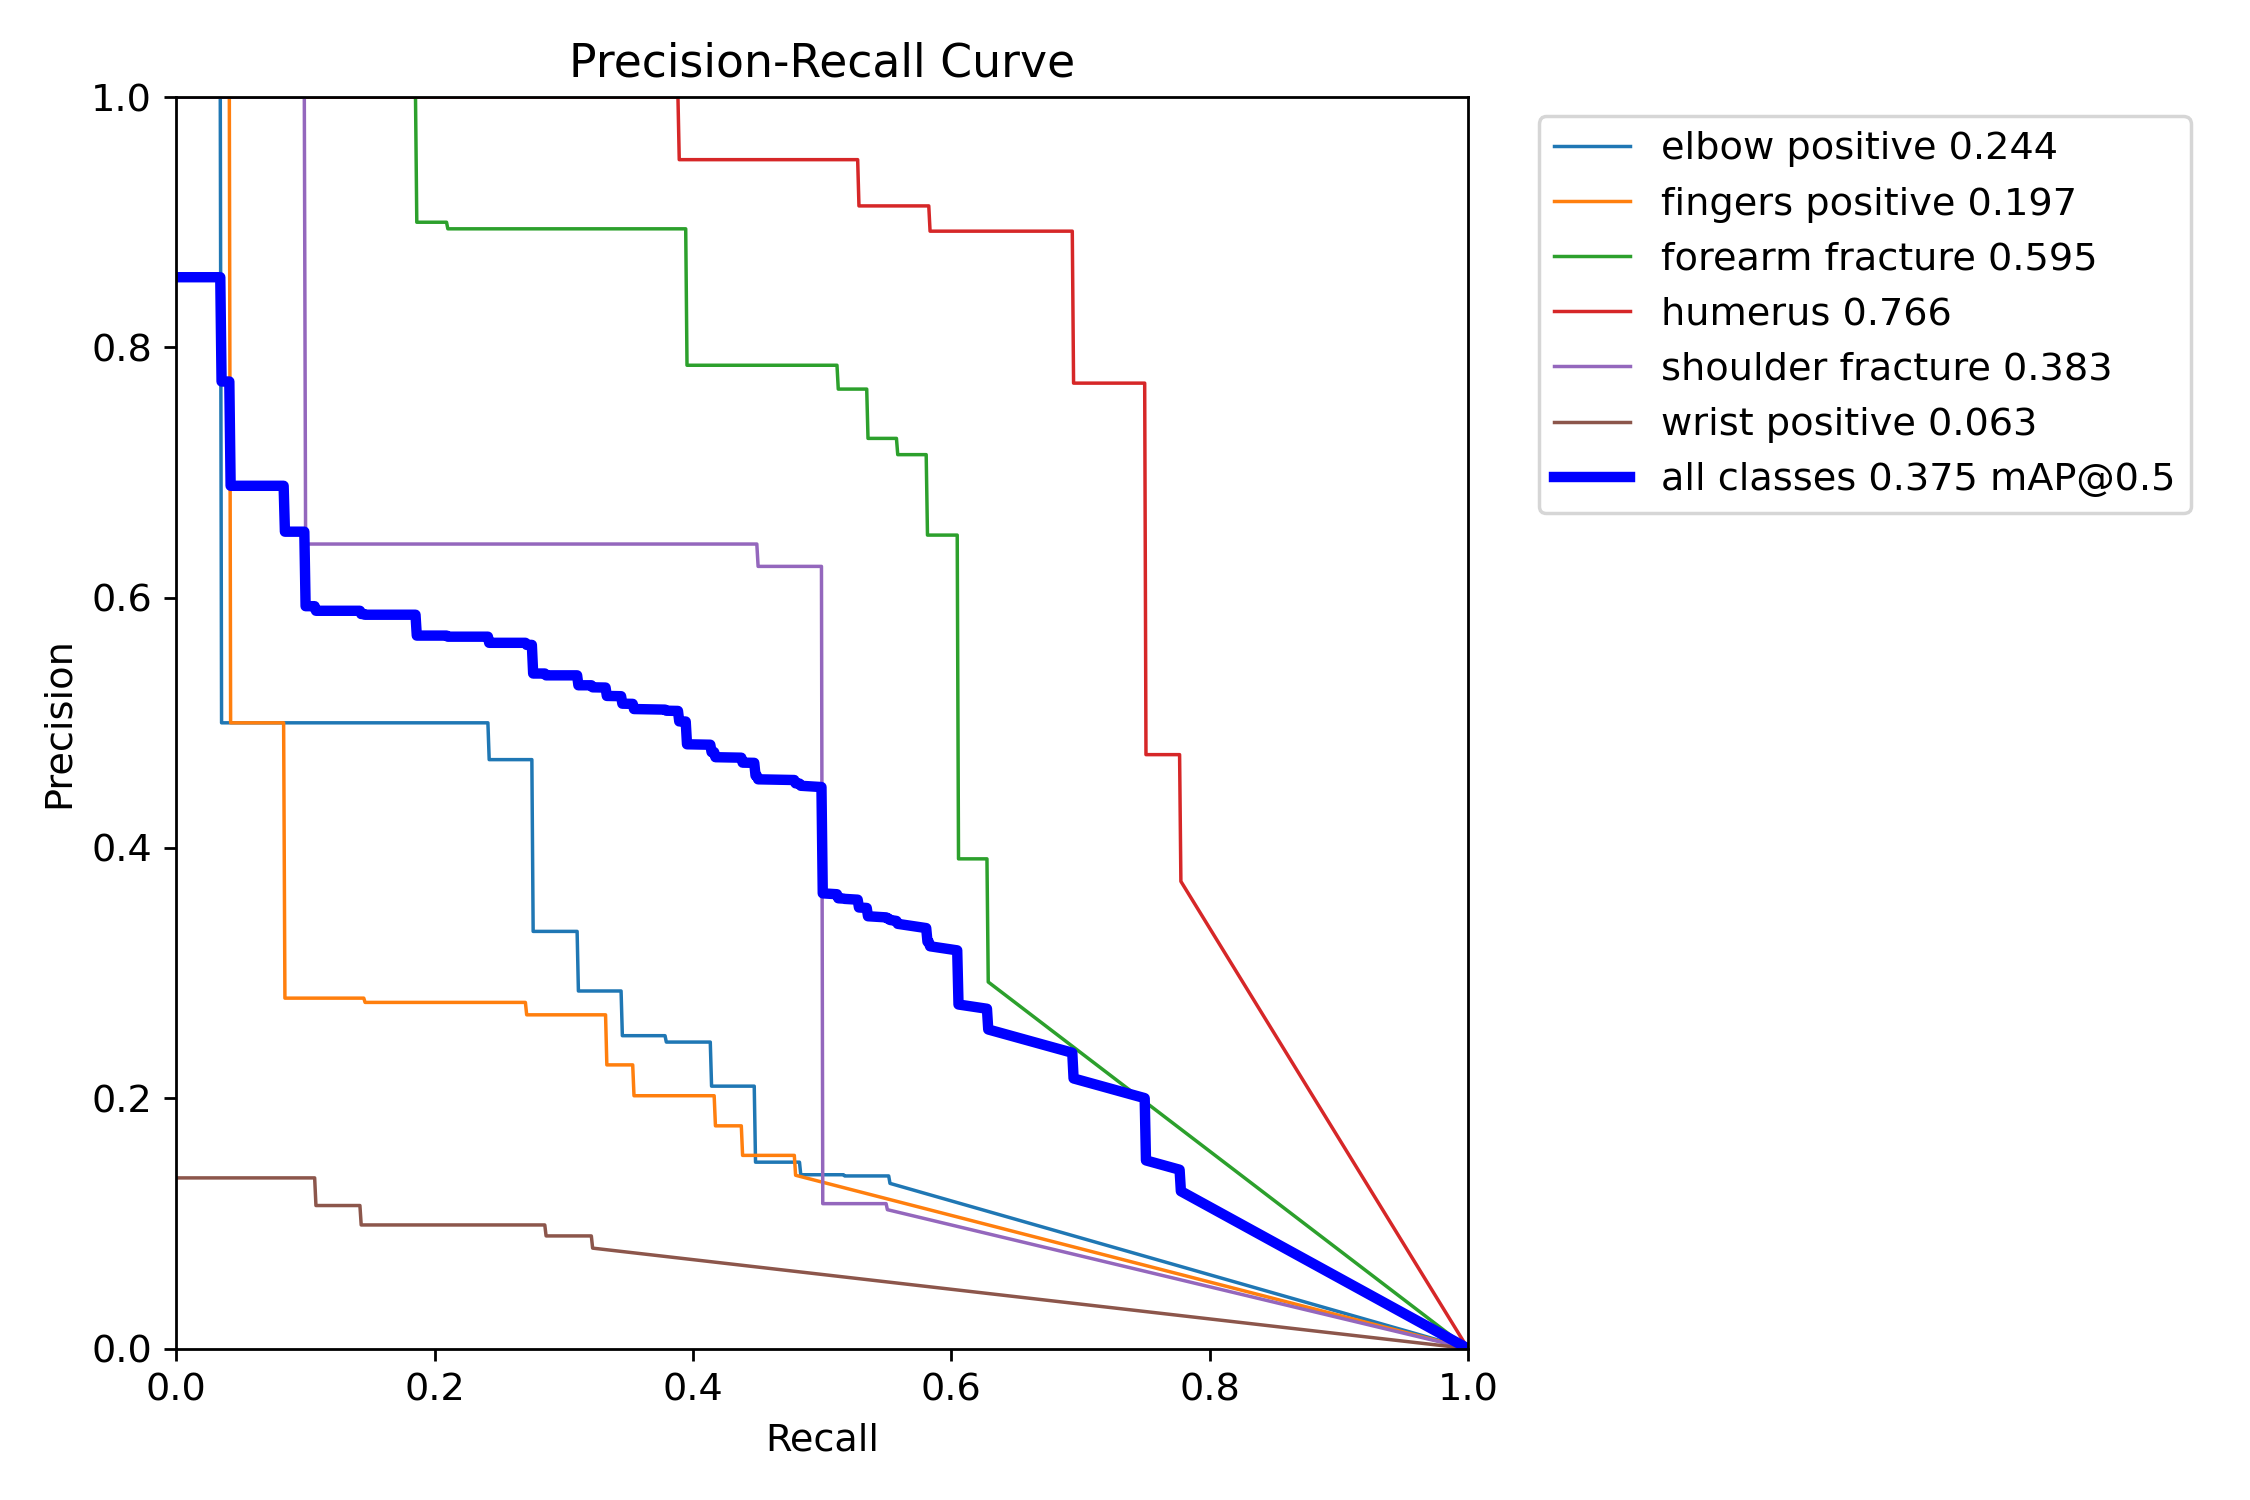 Precision-Recall Curve
1.0
0.8
0.6
0.4
0.2
0.0
Precision
0.0 0.2 0.4 0.6 0.8 1.0
Recall
elbow positive 0.244
fingers positive 0.197
forearm fracture 0.595
humerus 0.766
shoulder fracture 0.383
wrist positive 0.063
all classes 0.375 mAP@0.5